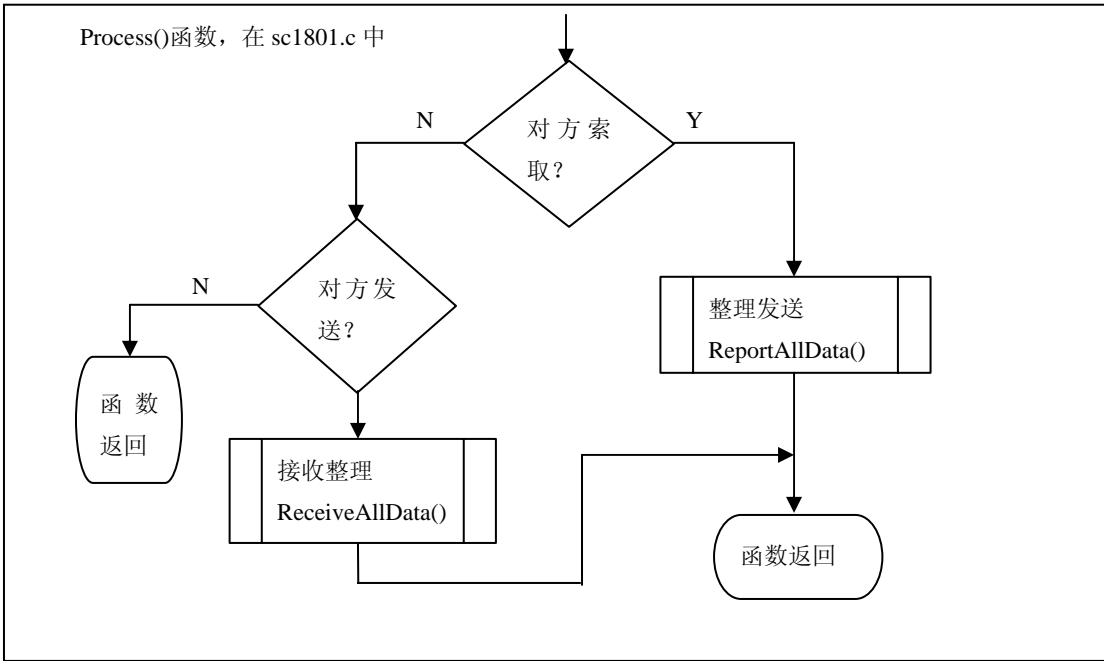 Process()函数，在 sc1801.c 中
N
对方索
取？
Y
N
对方发
送？
整理发送
ReportAllData()
函数
返回
接收整理
ReceiveAllData()
函数返回